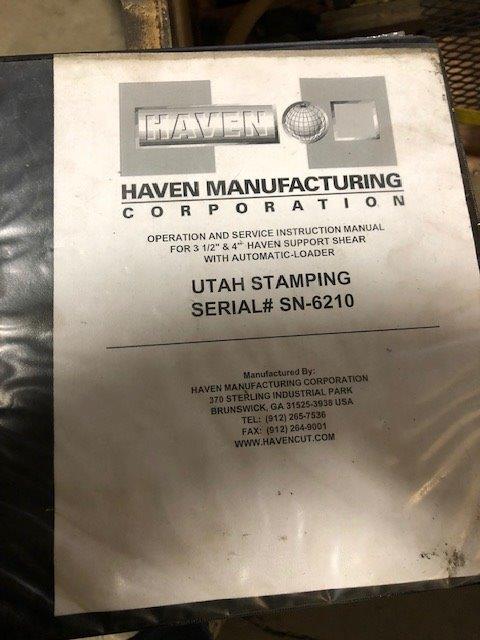 HAVEN
HAVEN MANUFACTURING
CORPORATION
OPERATION AND SERVICE INSTRUCTION MANUAL
FOR 3 1/2" & 4" HAVEN SUPPORT SHEAR
WITH AUTOMATIC-LOADER
UTAH STAMPING
SERIAL# SN-6210
Manufactured By:
HAVEN MANUFACTURING CORPORATION
370 STERLING INDUSTRIAL PARK
BRUNSWICK, GA 31525-3938 USA
TEL: (912) 265-7536
FAX: (912) 264-9001
WWW.HAVENCUT.COM